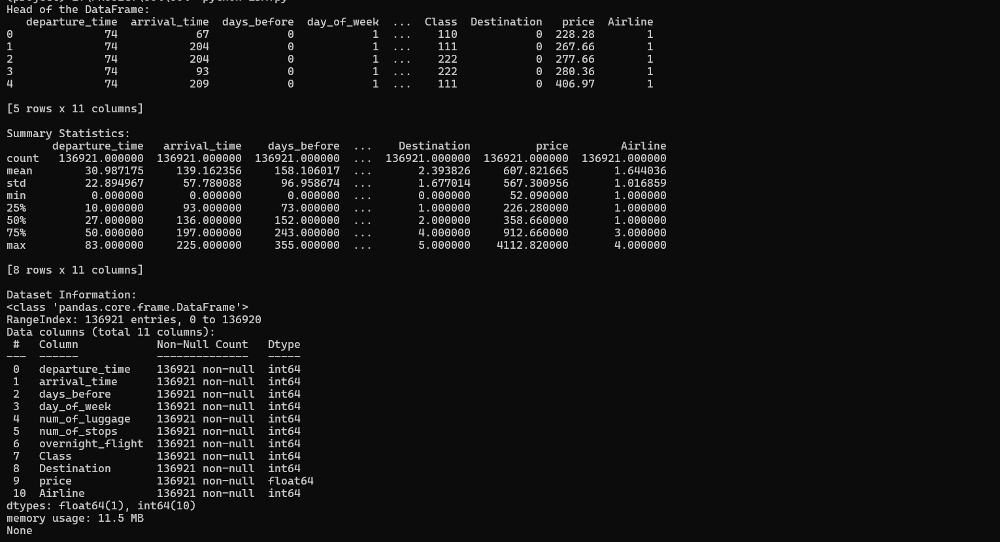 Head of the DataFrame:
   departure_time  arrival_time  days_before  day_of_week  ...  Class  Destination   price  Airline
0              74            67            0            1  ...    110            0  228.28        1
1              74           204            0            1  ...    111            0  267.66        1
2              74           204            0            1  ...    222            0  277.66        1
3              74            93            0            1  ...    222            0  280.36        1
4              74           209            0            1  ...    111            0  406.97        1
[5 rows x 11 columns]
Summary Statistics:
       departure_time   arrival_time    days_before  ...    Destination          price        Airline
count   136921.000000  136921.000000  136921.000000  ...  136921.000000  136921.000000  136921.000000
mean        30.987175     139.162356     158.106017  ...       2.393826     607.821665       1.644036
std         22.894967      57.780088      96.958674  ...       1.677014     567.300956       1.016859
min          0.000000       0.000000       0.000000  ...       0.000000      52.090000       1.000000
25%         10.000000      93.000000      73.000000  ...       1.000000     226.280000       1.000000
50%         27.000000     136.000000     152.000000  ...       2.000000     358.660000       1.000000
75%         50.000000     197.000000     243.000000  ...       4.000000     912.660000       3.000000
max         83.000000     225.000000     355.000000  ...       5.000000    4112.820000       4.000000
[8 rows x 11 columns]
Dataset Information:
<class 'pandas.core.frame.DataFrame'>
RangeIndex: 136921 entries, 0 to 136920
Data columns (total 11 columns):
 #   Column            Non-Null Count   Dtype
---  ------            --------------   -----
 0   departure_time    136921 non-null  int64
 1   arrival_time      136921 non-null  int64
 2   days_before       136921 non-null  int64
 3   day_of_week       136921 non-null  int64
 4   num_of_luggage    136921 non-null  int64
 5   num_of_stops      136921 non-null  int64
 6   overnight_flight  136921 non-null  int64
 7   Class             136921 non-null  int64
 8   Destination       136921 non-null  int64
 9   price             136921 non-null  float64
 10  Airline           136921 non-null  int64
dtypes: float64(1), int64(10)
memory usage: 11.5 MB
None